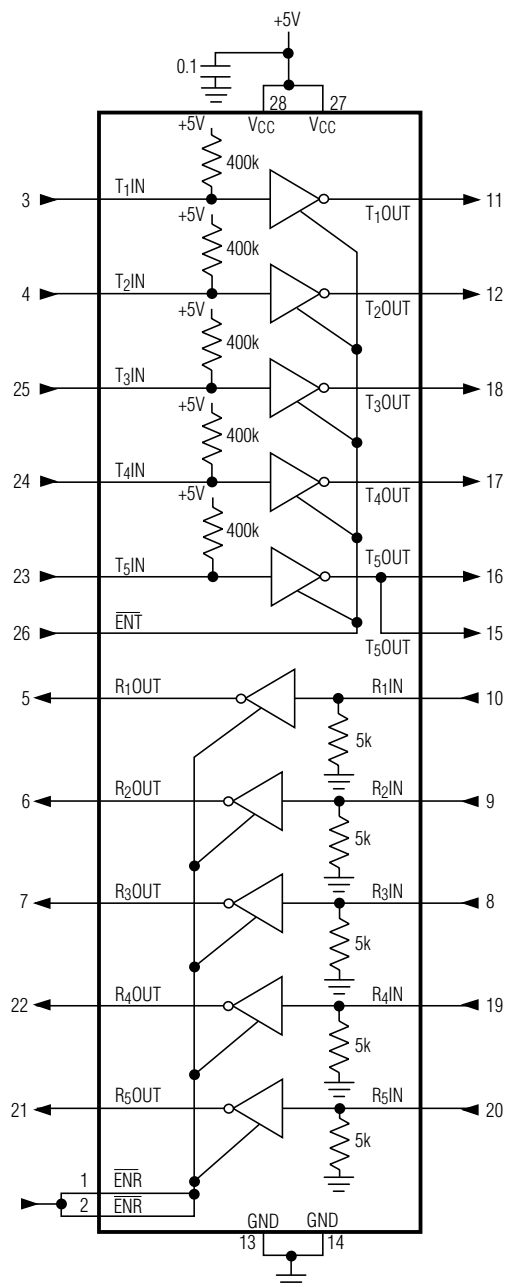 +5V
0.1
28 27
VCC VCC
+5V
400k
3 T1IN T1OUT 11
+5V
400k
4 T2IN T2OUT 12
+5V
400k
25 T3IN T3OUT 18
+5V
400k
24 T4IN T4OUT 17
+5V
400k
23 T5IN T5OUT 16
26 ENT T5OUT 15
5 R1OUT R1IN 10
5k
6 R2OUT R2IN 9
5k
7 R3OUT R3IN 8
5k
22 R4OUT R4IN 19
5k
21 R5OUT R5IN 20
5k
1 ENR
2 ENR
GND GND
13 14